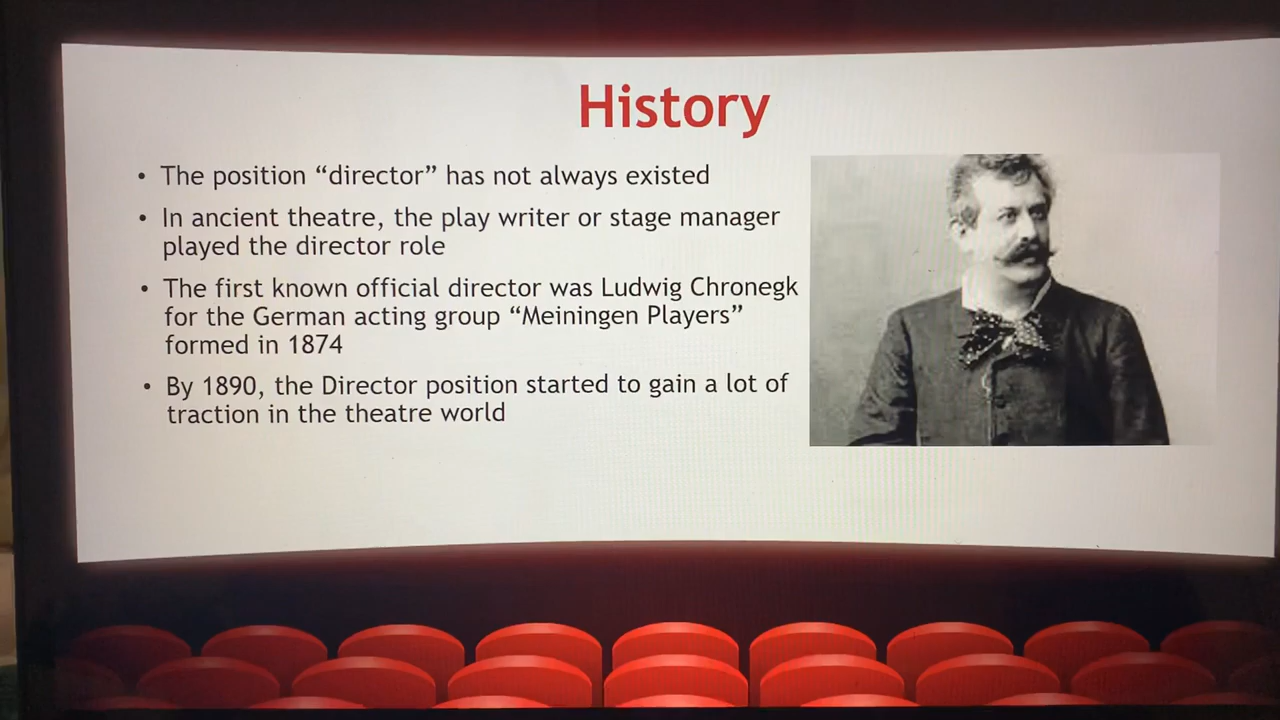 History
• The position “director” has not always existed
• In ancient theatre, the play writer or stage manager
played the director role
• The first known official director was Ludwig Chronegk
for the German acting group “Meiningen Players”
formed in 1874
• By 1890, the Director position started to gain a lot of
traction in the theatre world